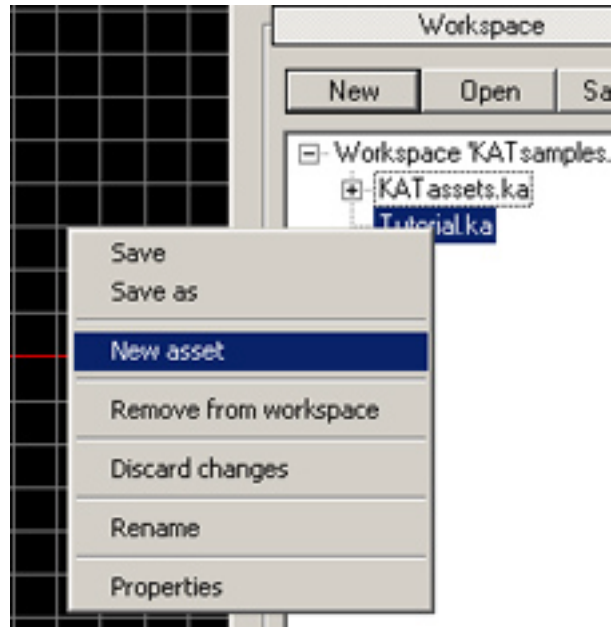 Workspace
New Open Sa
Workspace 'KATsamples.
KATassets.ka
Tutorial.ka
Save
Save as
New asset
Remove from workspace
Discard changes
Rename
Properties